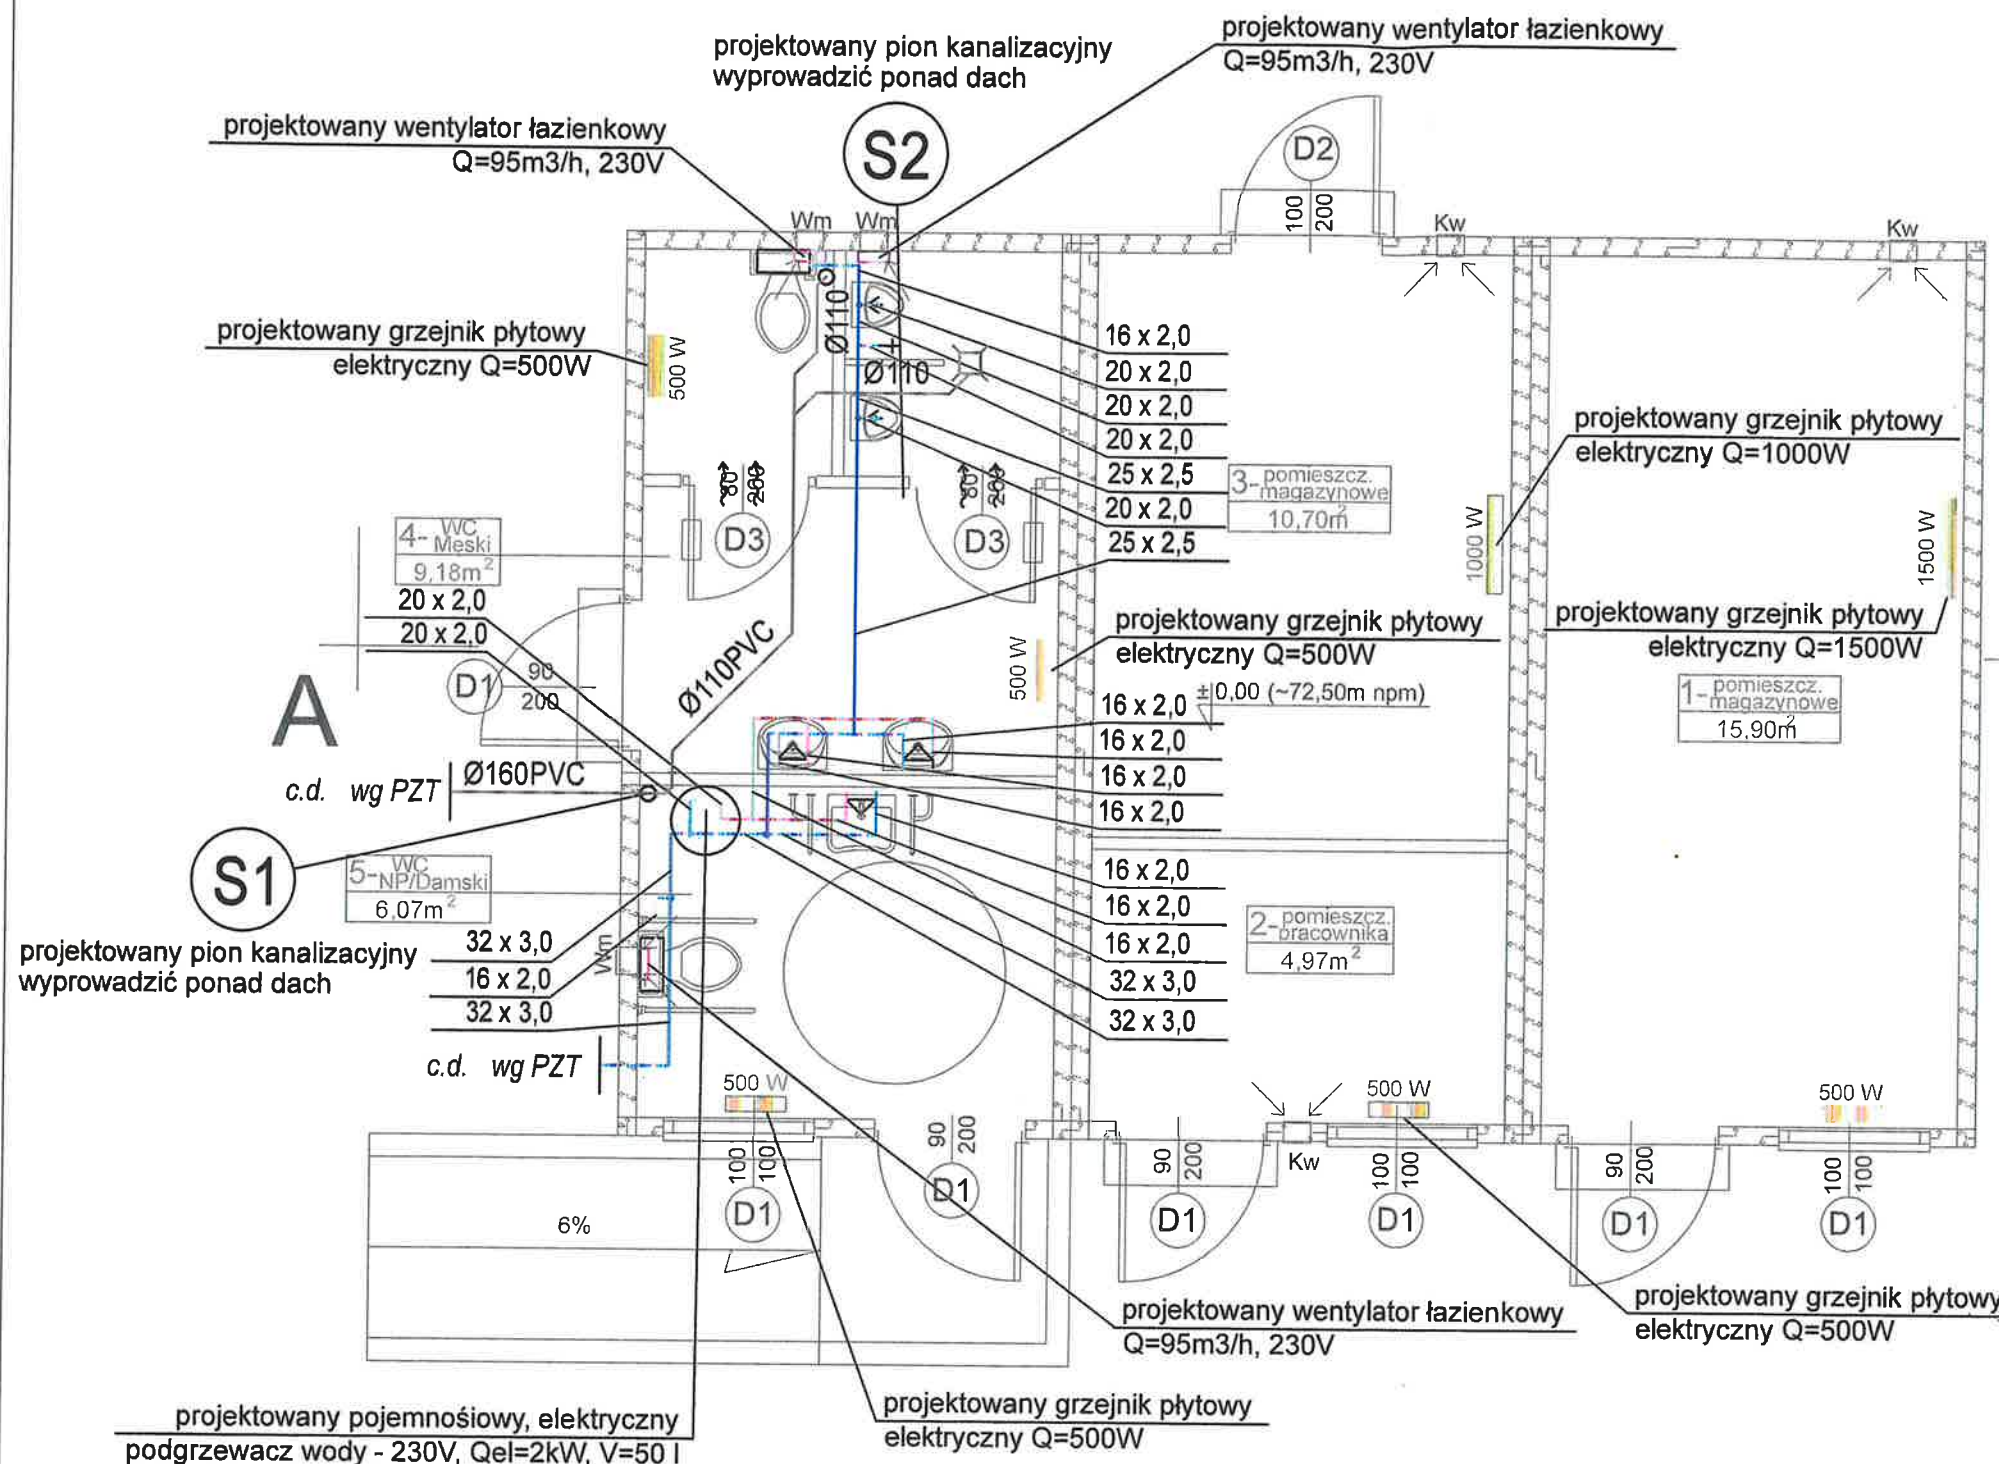 projektowany pion kanalizacyjny
wyprowadzić ponad dach
projektowany wentylator łazienkowy
Q=95m3/h, 230V
projektowany wentylator łazienkowy
Q=95m3/h, 230V
S2
D2
100
200
Wm
Wm
Kw
Kw
projektowany grzejnik płytowy
elektryczny Q=500W
500 W
Ø110
Ø110
16 x 2,0
20 x 2,0
20 x 2,0
20 x 2,0
25 x 2,5
20 x 2,0
25 x 2,5
3- pomieszcz.
magazynowe
10,70m²
projektowany grzejnik płytowy
elektryczny Q=1000W
1000 W
1500 W
80
200
D3
80
200
D3
4- WC
Męski
9,18m²
20 x 2,0
20 x 2,0
90
200
D1
A
Ø110PVC
500 W
projektowany grzejnik płytowy
elektryczny Q=500W
projektowany grzejnik płytowy
elektryczny Q=1500W
±0,00 (~72,50m npm)
1- pomieszcz.
magazynowe
15,90m²
16 x 2,0
16 x 2,0
16 x 2,0
16 x 2,0
c.d. wg PZT
Ø160PVC
S1
5- WC
NP/Damski
6,07m²
projektowany pion kanalizacyjny
wyprowadzić ponad dach
32 x 3,0
16 x 2,0
32 x 3,0
Wm
c.d. wg PZT
16 x 2,0
16 x 2,0
16 x 2,0
32 x 3,0
32 x 3,0
2- pomieszcz.
pracownika
4,97m²
500 W
500 W
500 W
100
100
D1
90
200
D1
90
200
D1
Kw
100
100
D1
90
200
D1
100
100
D1
6%
projektowany wentylator łazienkowy
Q=95m3/h, 230V
projektowany grzejnik płytowy
elektryczny Q=500W
projektowany grzejnik płytowy
elektryczny Q=500W
projektowany pojemnośiowy, elektryczny
podgrzewacz wody - 230V, Qel=2kW, V=50 l